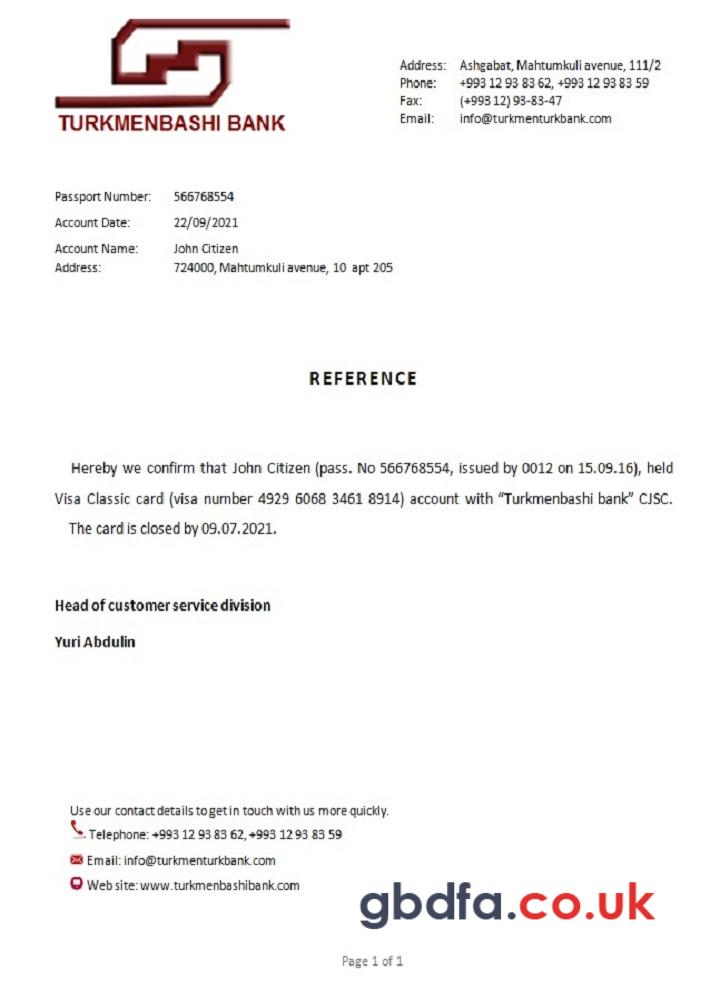 TURKMENBASHI BANK
Address: Ashgabat, Mahtumkuli avenue, 111/2
Phone: +993 12 93 83 62, +993 12 93 83 59
Fax: (+993 12) 93-83-47
Email: info@turkmenturkbank.com
Passport Number: 566768554
Account Date: 22/09/2021
Account Name: John Citizen
Address: 724000, Mahtumkuli avenue, 10 apt 205
REFERENCE
Hereby we confirm that John Citizen (pass. No 566768554, issued by 0012 on 15.09.16), held
Visa Classic card (visa number 4929 6068 3461 8914) account with “Turkmenbashi bank” CJSC.
The card is closed by 09.07.2021.
Head of customer service division
Yuri Abdulin
Use our contact details to get in touch with us more quickly.
Telephone: +993 12 93 83 62, +993 12 93 83 59
Email: info@turkmenturkbank.com
Web site: www.turkmenbashibank.com
gbdfa.co.uk
Page 1 of 1